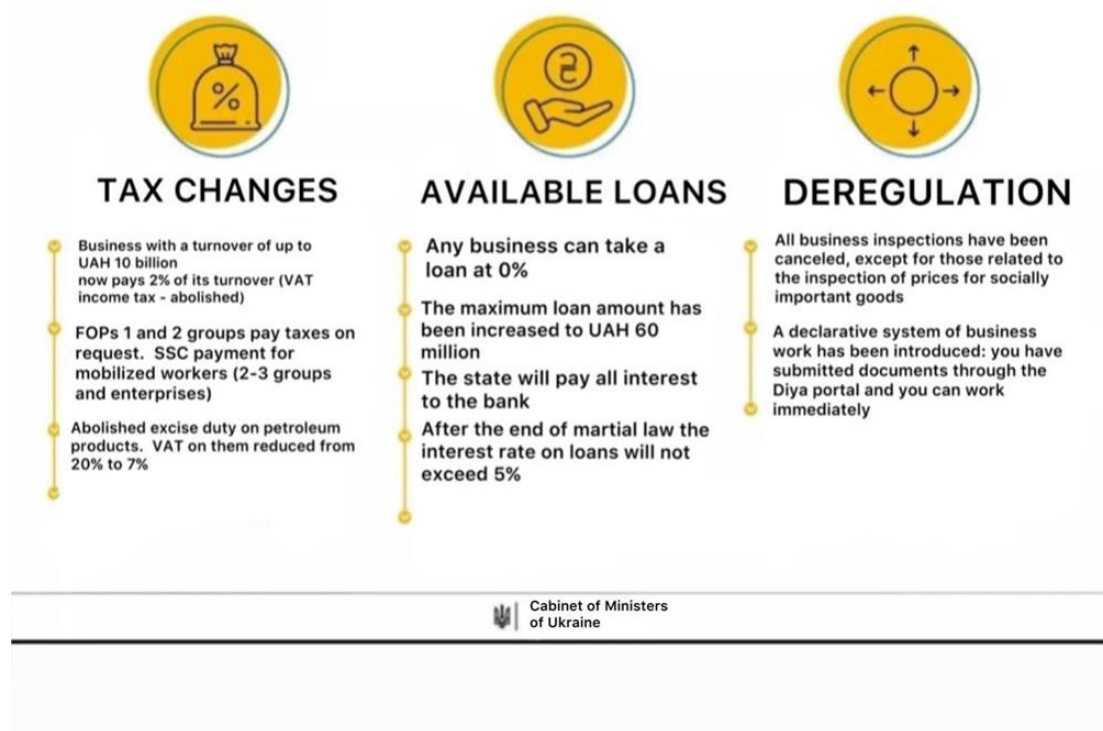 TAX CHANGES
Business with a turnover of up to
UAH 10 billion
now pays 2% of its turnover (VAT
income tax - abolished)
FOPs 1 and 2 groups pay taxes on
request. SSC payment for
mobilized workers (2-3 groups
and enterprises)
Abolished excise duty on petroleum
products. VAT on them reduced from
20% to 7%
AVAILABLE LOANS
Any business can take a
loan at 0%
The maximum loan amount has
been increased to UAH 60
million
The state will pay all interest
to the bank
After the end of martial law the
interest rate on loans will not
exceed 5%
DEREGULATION
All business inspections have been
canceled, except for those related to
the inspection of prices for socially
important goods
A declarative system of business
work has been introduced: you have
submitted documents through the
Diya portal and you can work
immediately
Cabinet of Ministers
of Ukraine